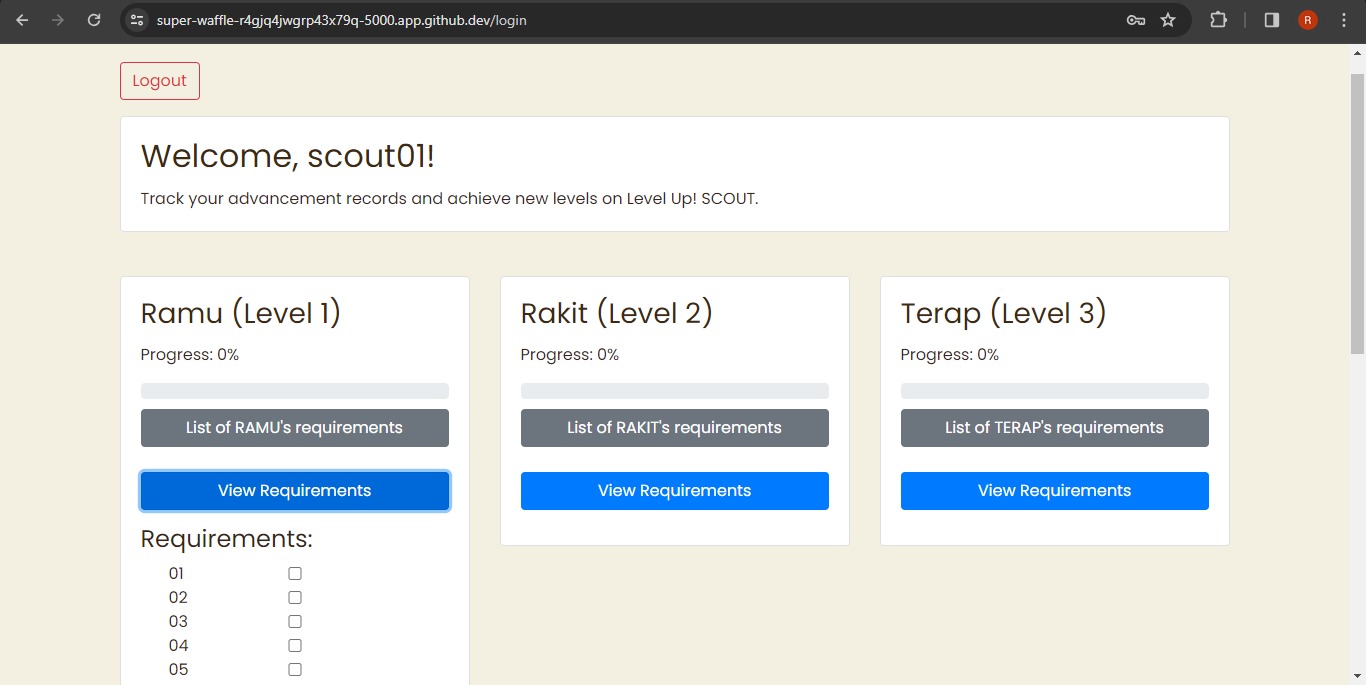 super-waffle-r4gjq4jwgrp43x79q-5000.app.github.dev/login
R
Logout
Welcome, scout01!
Track your advancement records and achieve new levels on Level Up! SCOUT.
Ramu (Level 1)
Progress: 0%
List of RAMU's requirements
View Requirements
Requirements:
01
02
03
04
05
Rakit (Level 2)
Progress: 0%
List of RAKIT's requirements
View Requirements
Terap (Level 3)
Progress: 0%
List of TERAP's requirements
View Requirements